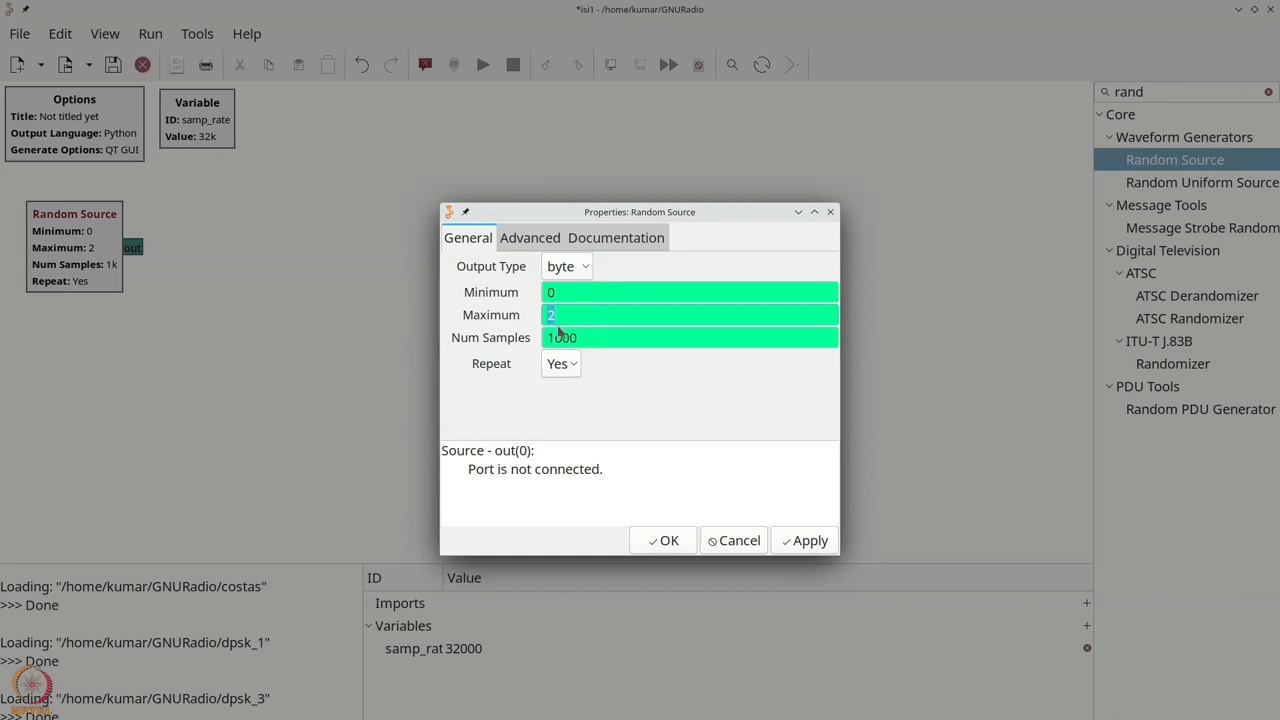 *isi1 - /home/kumar/GNURadio
File Edit View Run Tools Help
Options
Title: Not titled yet
Output Language: Python
Generate Options: QT GUI
Variable
ID: samp_rate
Value: 32k
Random Source
Minimum: 0
Maximum: 2
Num Samples: 1k
Repeat: Yes
out
Properties: Random Source
General Advanced Documentation
Output Type byte
Minimum 0
Maximum 2
Num Samples 1000
Repeat Yes
Source - out(0):
Port is not connected.
OK Cancel Apply
rand
Core
Waveform Generators
Random Source
Random Uniform Source
Message Tools
Message Strobe Random
Digital Television
ATSC
ATSC Derandomizer
ATSC Randomizer
ITU-T J.83B
Randomizer
PDU Tools
Random PDU Generator
Loading: "/home/kumar/GNURadio/costas"
>>> Done
Loading: "/home/kumar/GNURadio/dpsk_1"
>>> Done
Loading: "/home/kumar/GNURadio/dpsk_3"
>>> Done
ID Value
Imports
Variables
samp_rat 32000
NPTEL